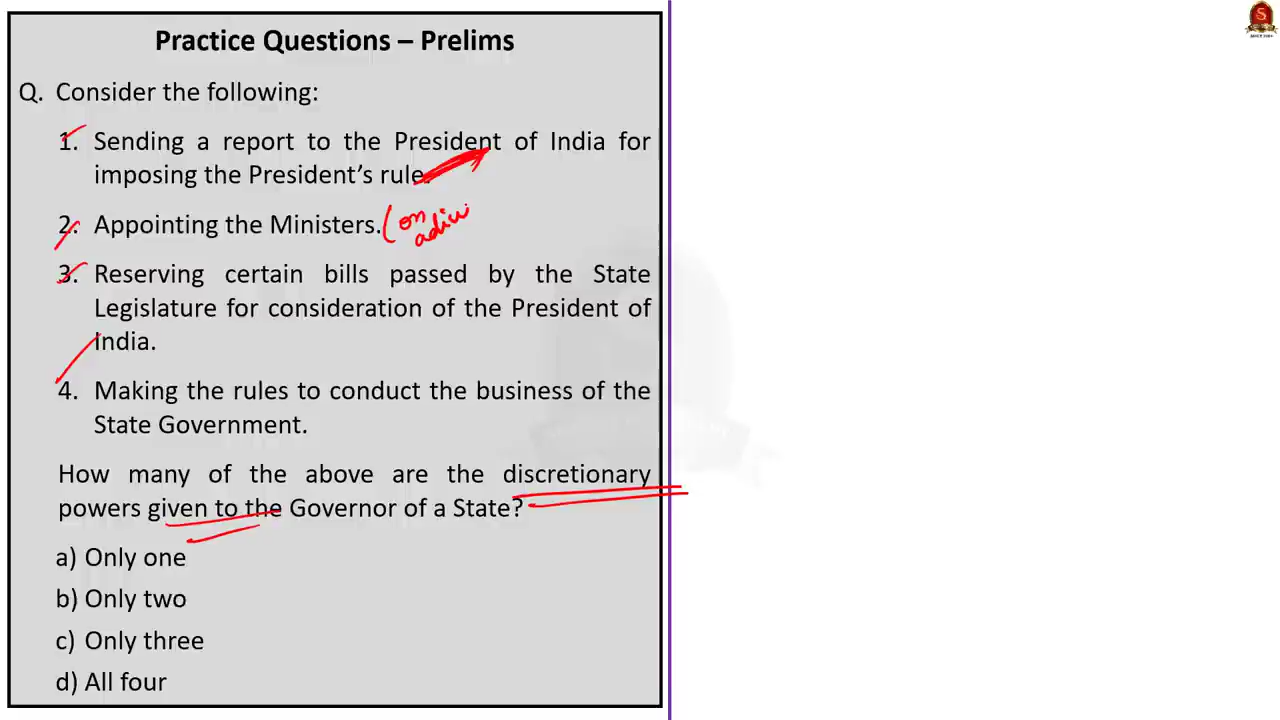 Practice Questions – Prelims
Q. Consider the following:
1. Sending a report to the President of India for
imposing the President's rule.
2. Appointing the Ministers. (on
3. Reserving certain bills passed by the State
Legislature for consideration of the President of
India.
4. Making the rules to conduct the business of the
State Government.
How many of the above are the discretionary
powers given to the Governor of a State?
a) Only one
b) Only two
c) Only three
d) All four